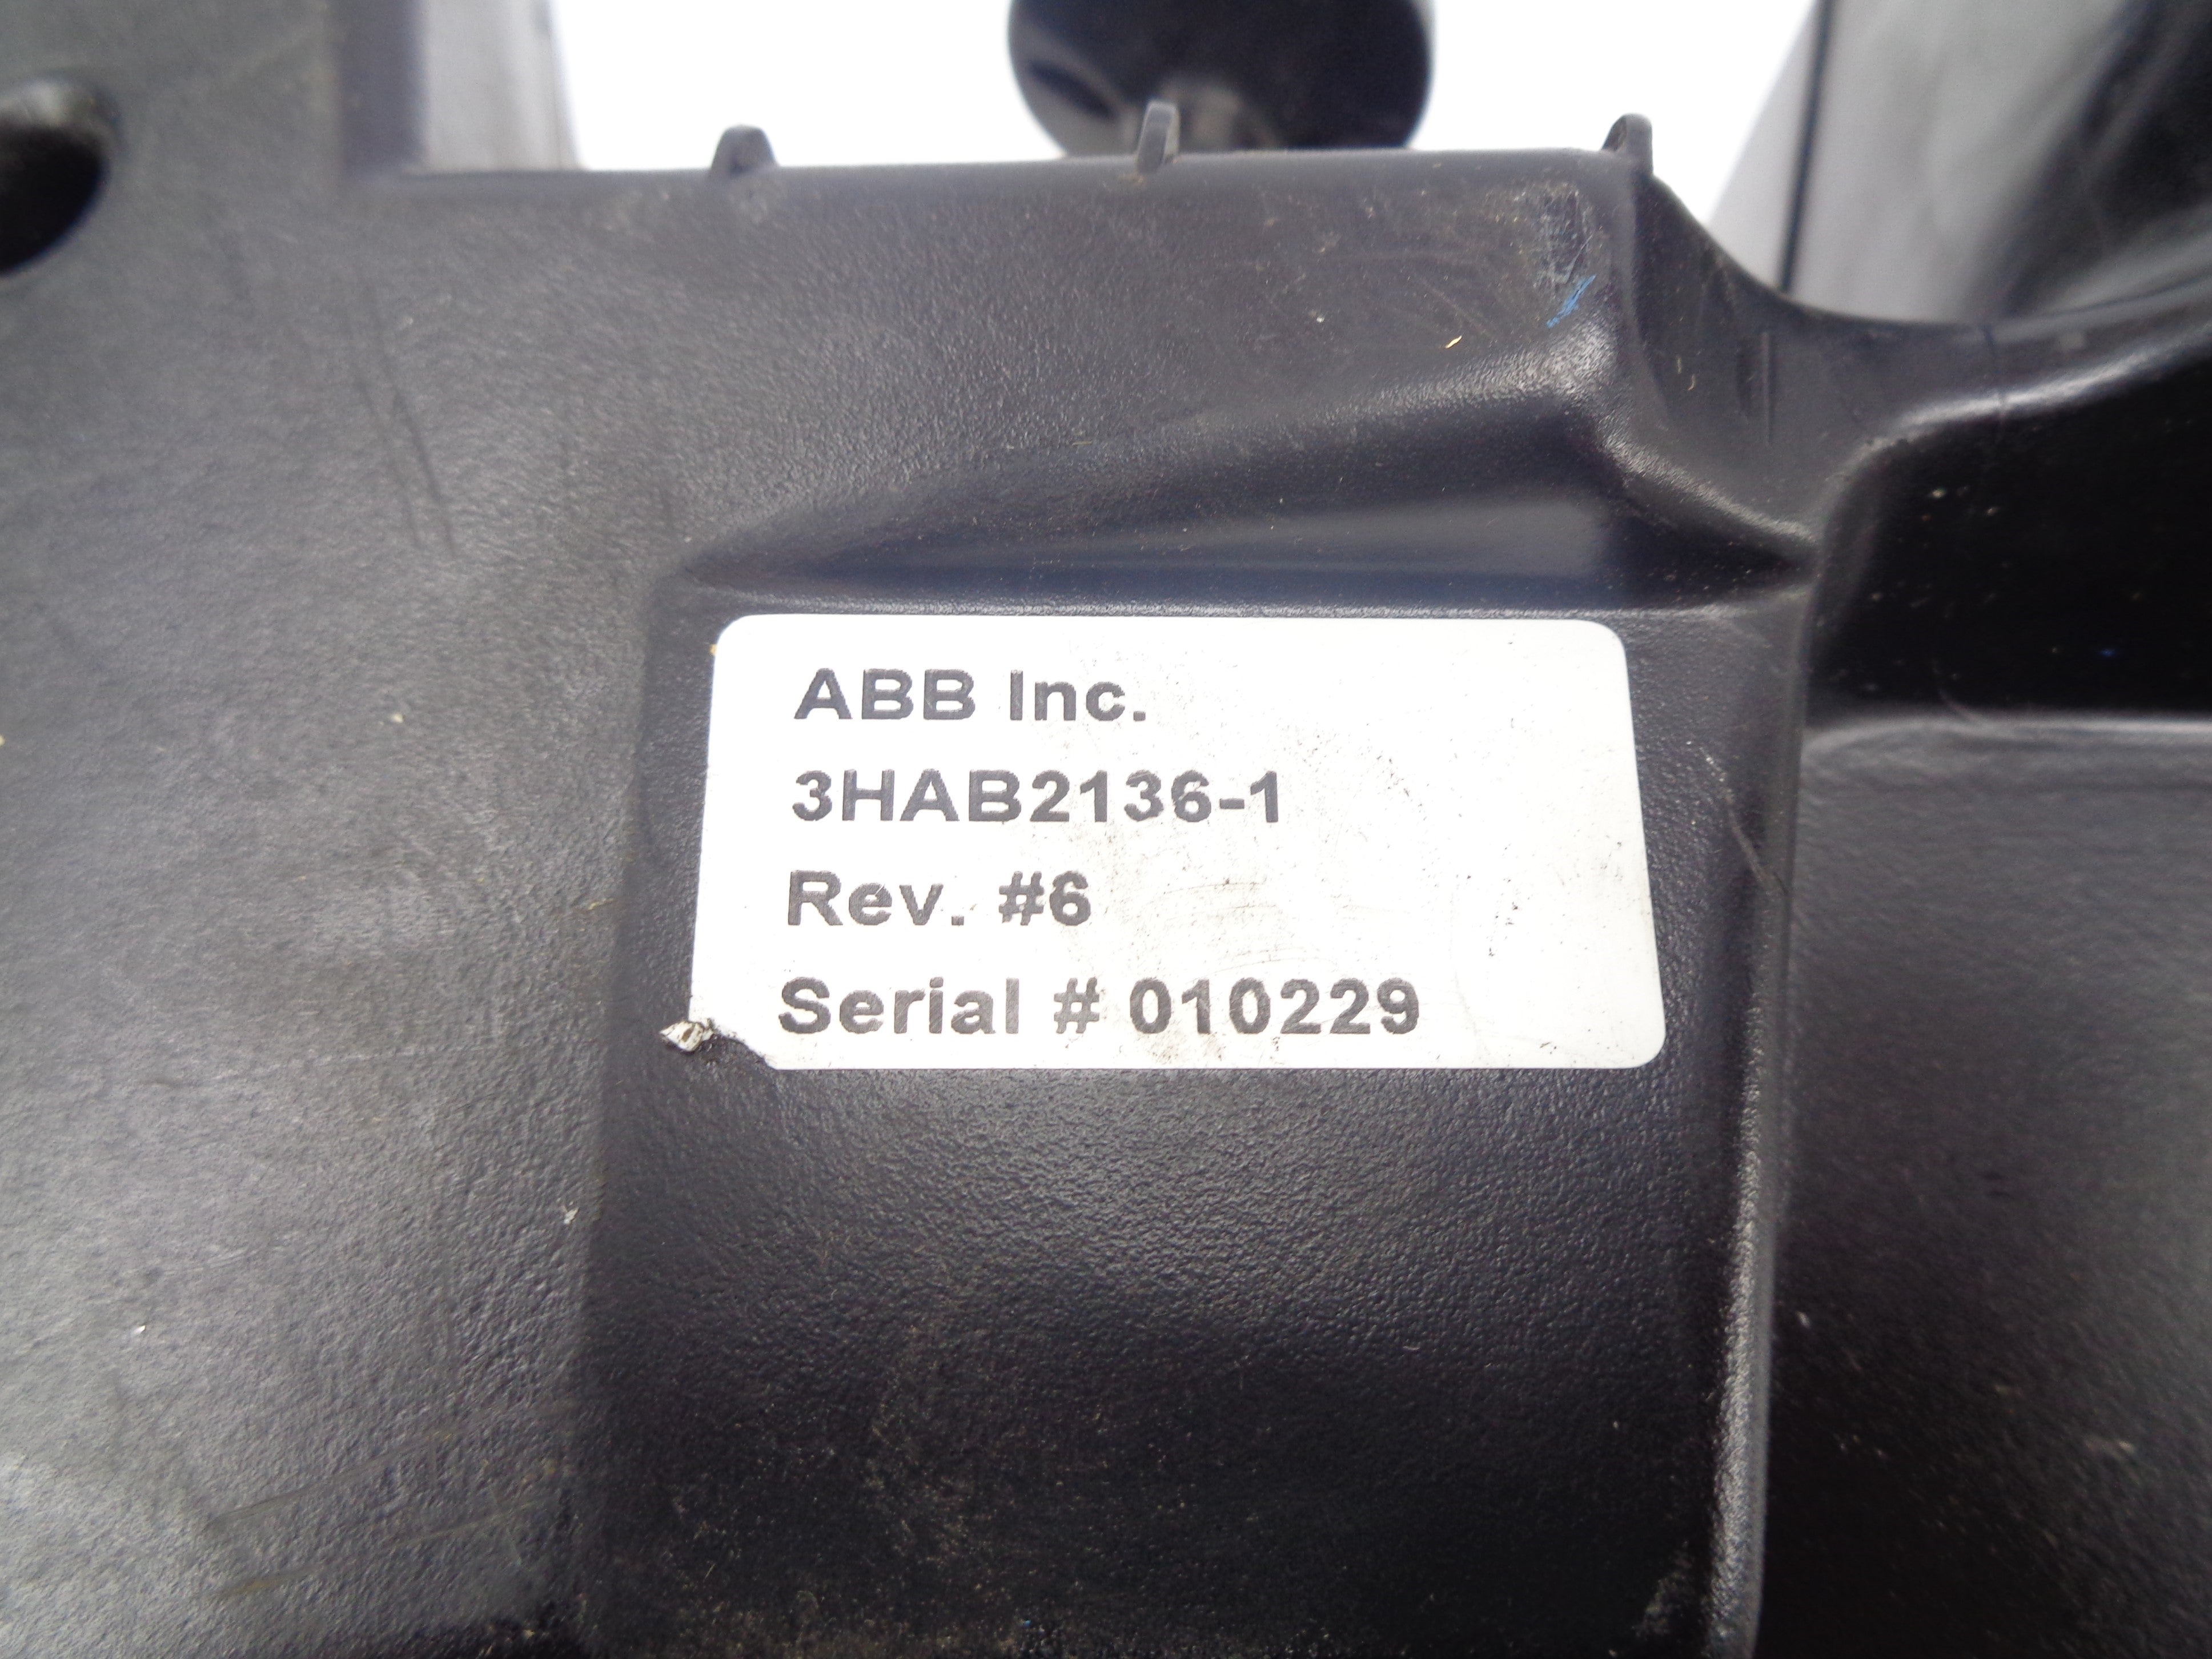 ABB Inc.
3HAB2136-1
Rev. #6
Serial # 010229